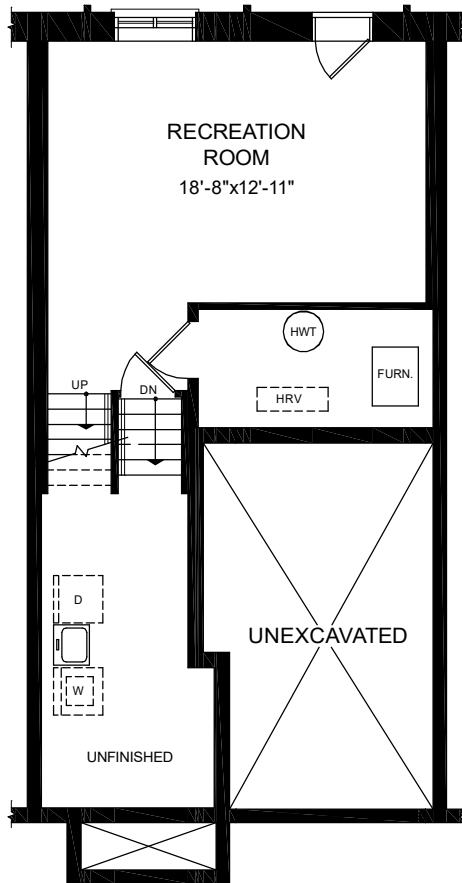 RECREATION
ROOM
18'-8"x12'-11"
HWT
FURN.
HRV
UP
DN
D
UNEXCAVATED
W
UNFINISHED